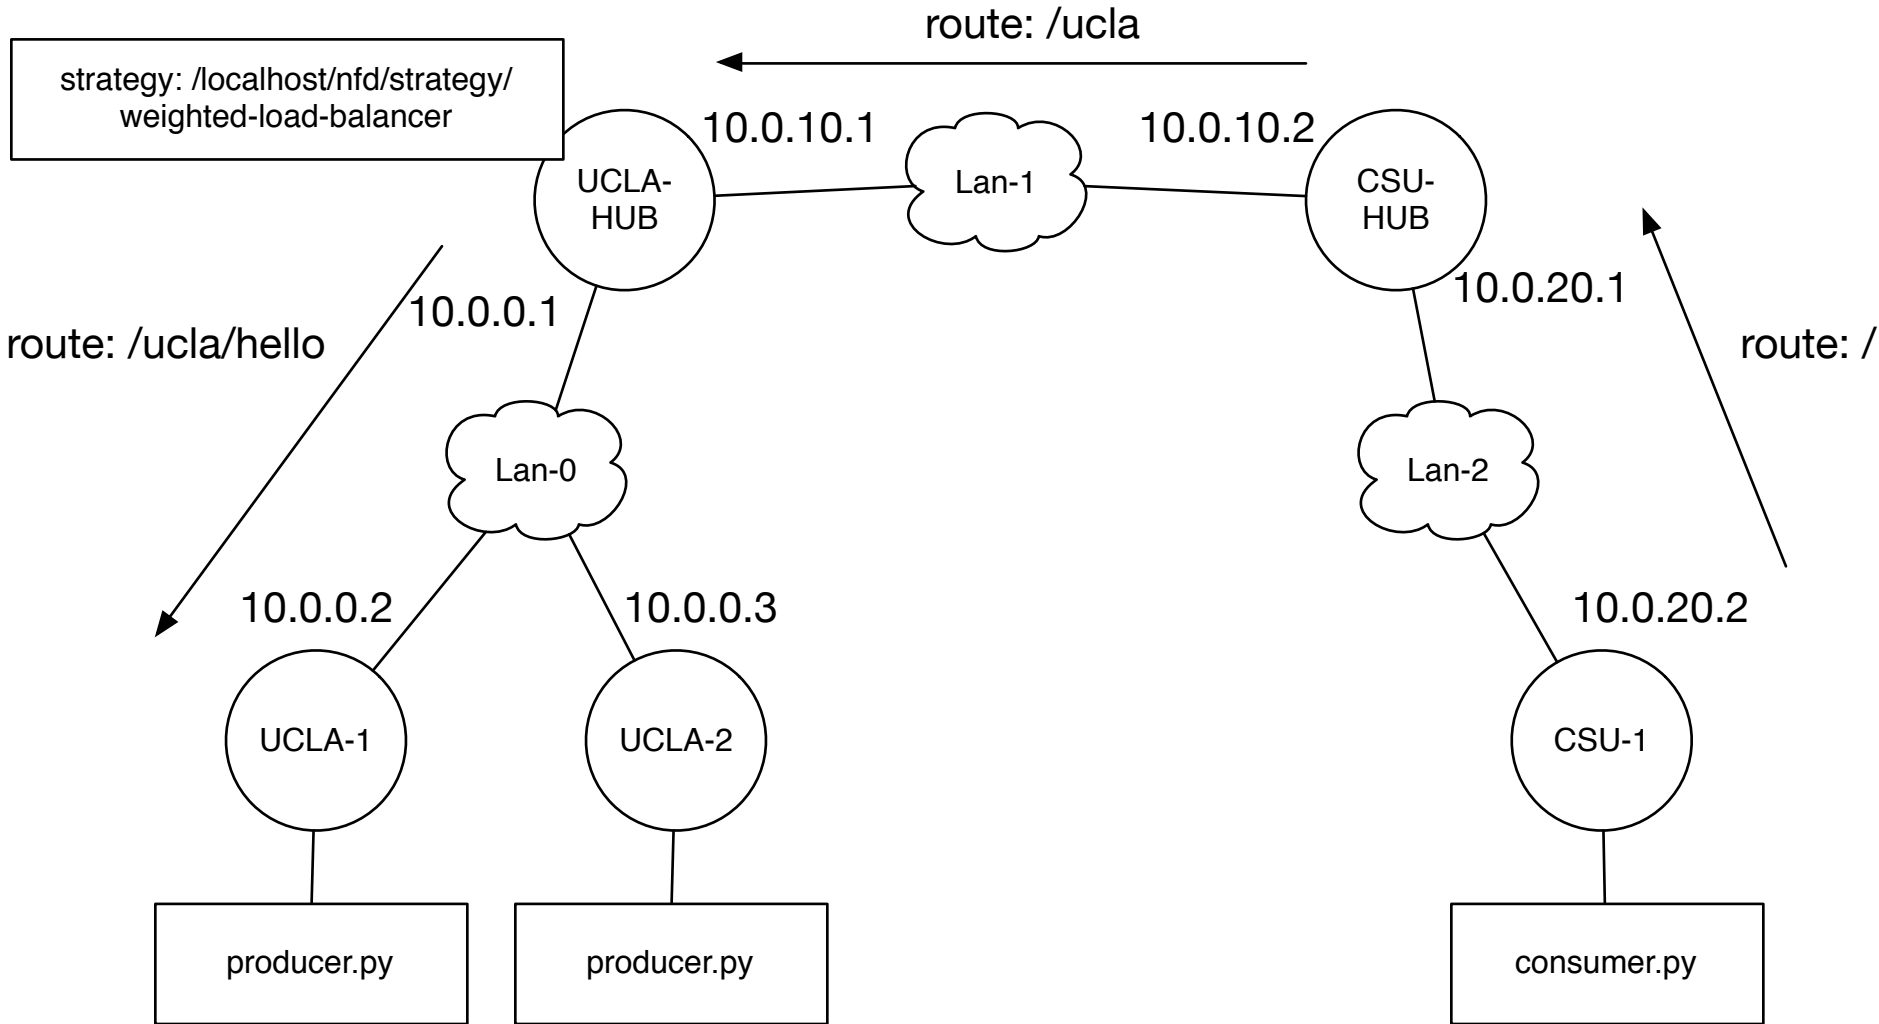 route: /ucla
strategy: /localhost/nfd/strategy/
weighted-load-balancer
10.0.10.1
10.0.10.2
UCLA-
HUB
Lan-1
CSU-
HUB
10.0.0.1
10.0.20.1
route: /ucla/hello
route: /
Lan-0
Lan-2
10.0.0.2
10.0.0.3
10.0.20.2
UCLA-1
UCLA-2
CSU-1
producer.py
producer.py
consumer.py